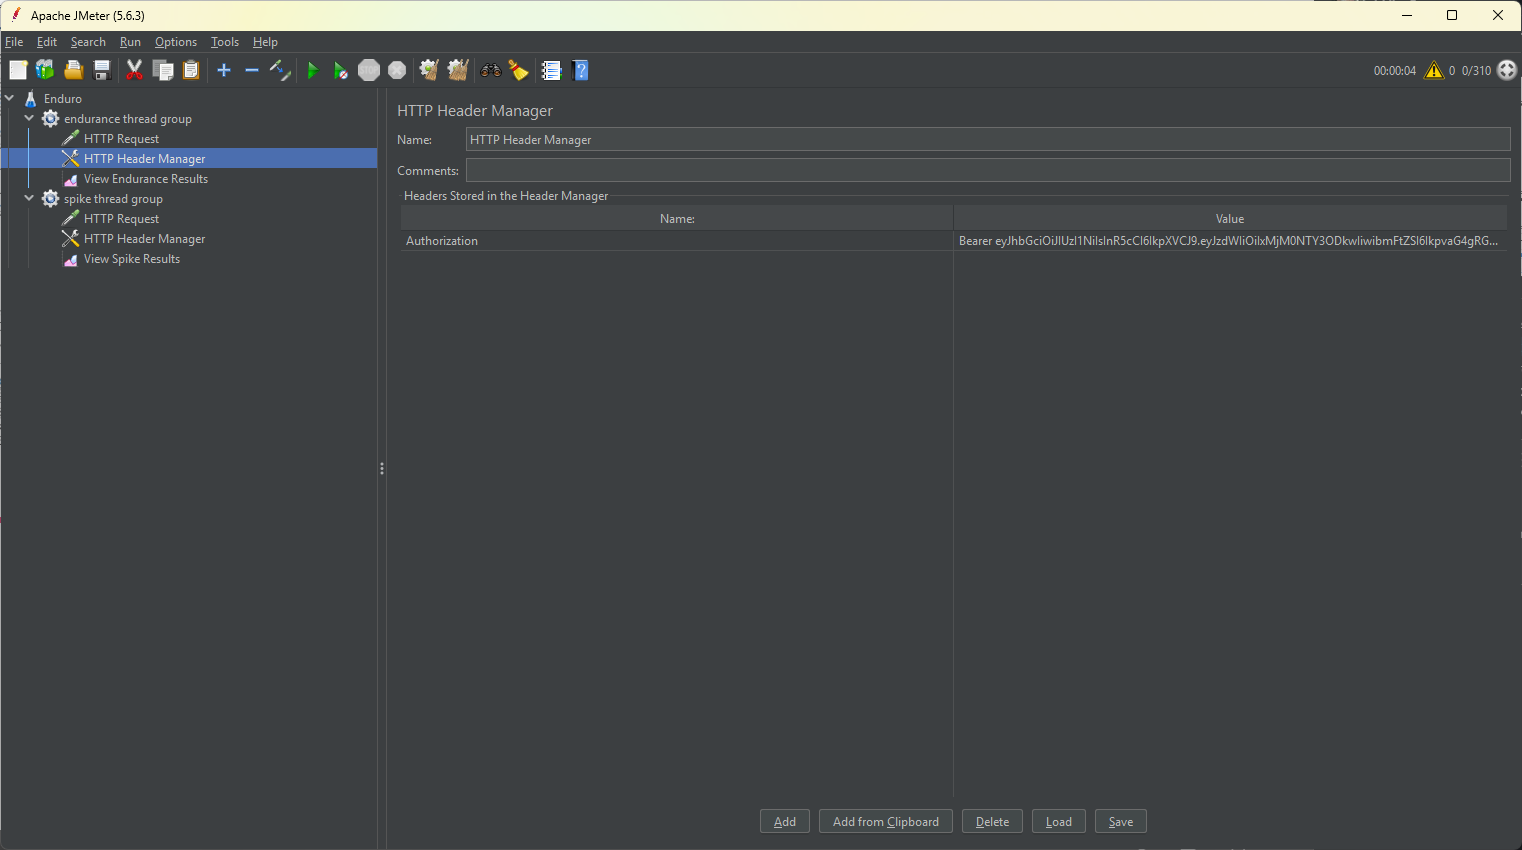 Apache JMeter (5.6.3)
File Edit Search Run Options Tools Help
STOP
00:00:04 0 0/310
Enduro
endurance thread group
HTTP Request
HTTP Header Manager
View Endurance Results
spike thread group
HTTP Request
HTTP Header Manager
View Spike Results
HTTP Header Manager
Name: HTTP Header Manager
Comments:
Headers Stored in the Header Manager
Name: Value
Authorization Bearer eyJhbGciOiJIUzI1NiIsInR5cCI6IkpXVCJ9.eyJzdWIiOiIxMjM0NTY3ODkwIiwibmFtZSI6IkpvaG4gRG...
Add Add from Clipboard Delete Load Save